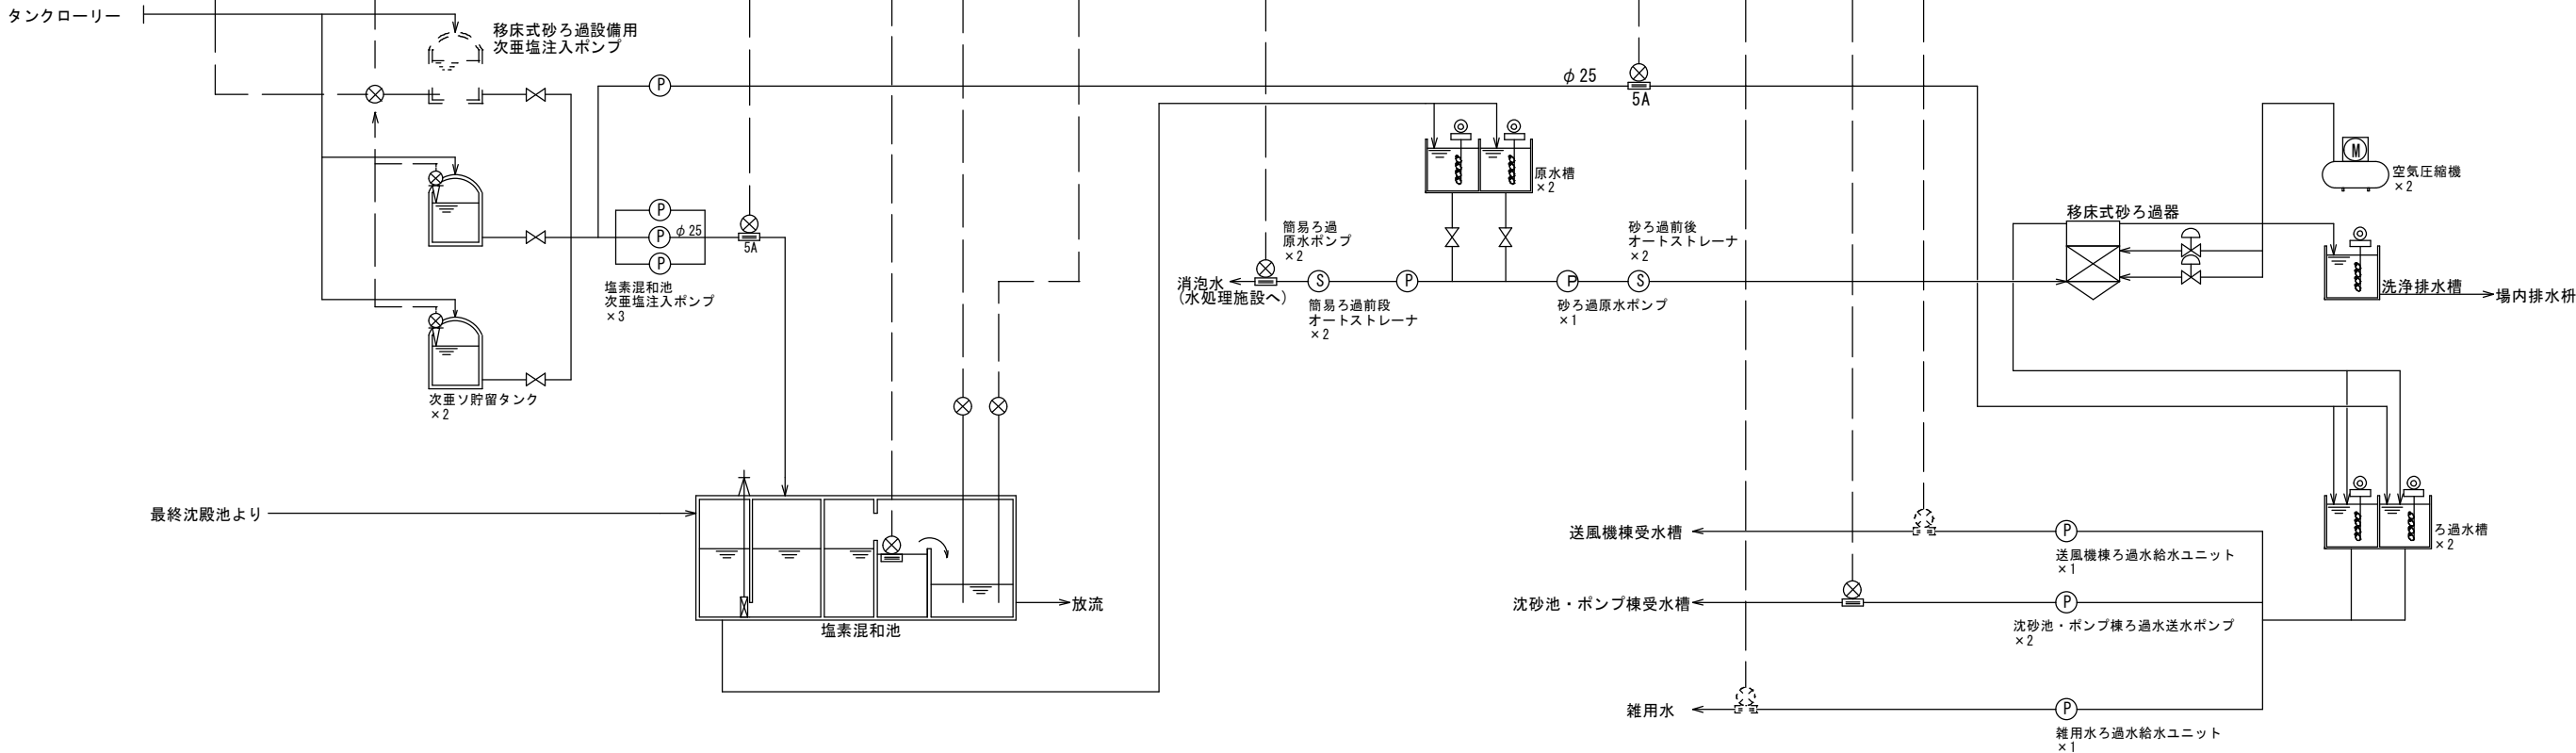 タンクローリー
移床式砂ろ過設備用
次亜塩注入ポンプ
P
φ25
5A
P
P
φ25
P
5A
塩素混和池
次亜塩注入ポンプ
×3
次亜ソ貯留タンク
×2
最終沈殿池より
塩素混和池
放流
原水槽
×2
簡易ろ過
原水ポンプ
×2
砂ろ過前後
オートストレーナ
×2
消泡水
(水処理施設へ)
S
P
P
S
簡易ろ過前段
オートストレーナ
×2
砂ろ過原水ポンプ
×1
移床式砂ろ過器
M
空気圧縮機
×2
洗浄排水槽
場内排水枡
ろ過水槽
×2
送風機棟受水槽
P
送風機棟ろ過水給水ユニット
×1
沈砂池・ポンプ棟受水槽
P
沈砂池・ポンプ棟ろ過水送水ポンプ
×2
雑用水
P
雑用水ろ過水給水ユニット
×1